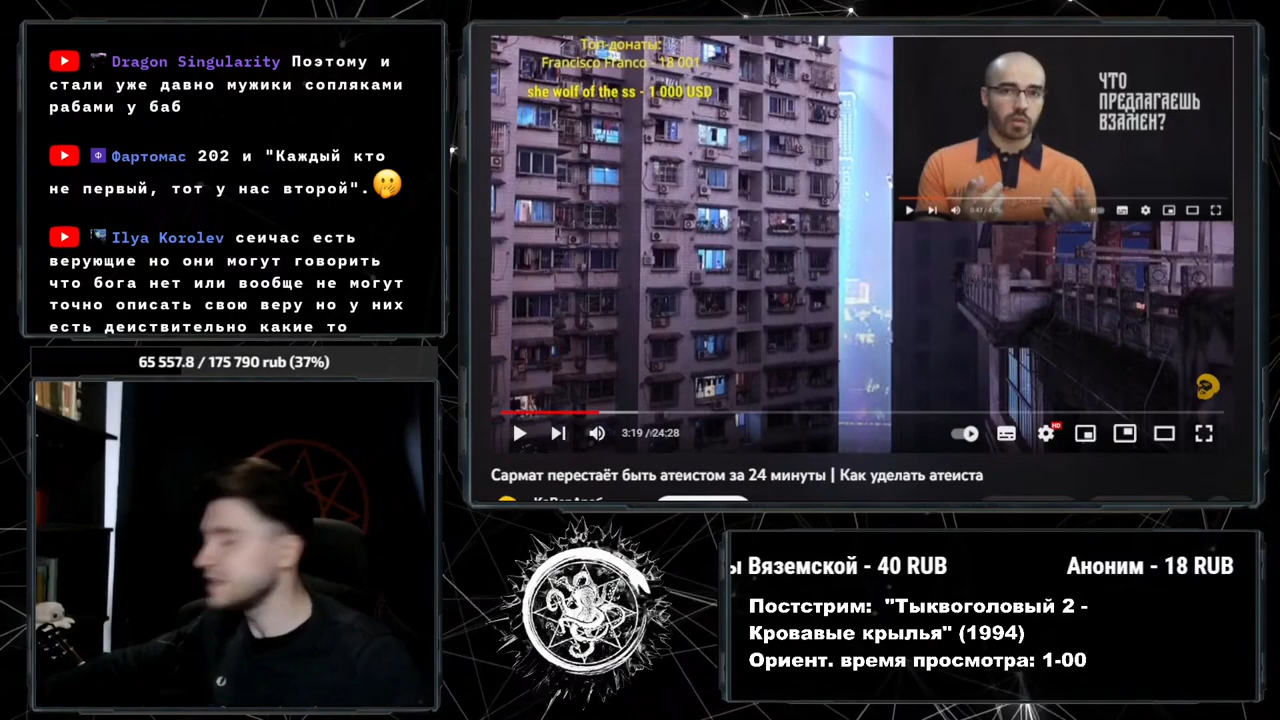 Dragon Singularity Поэтому и
стали уже давно мужики сопляками
рабами у баб
Фартомас 202 и "Каждый кто
не первый, тот у нас второй".
Ilya Korolev сеичас есть
верующие но они могут говорить
что бога нет или вообще не могут
точно описать свою веру но у них
есть деиствительно какие то
65 557.8 / 175 790 rub (37%)
Топ-донаты:
Francisco Franco - 18 001
she wolf of the ss - 1 000 USD
ЧТО
ПРЕДЛАГАЕШЬ
ВЗАМЕН?
3:19 / 24:28
HD
Сармат перестаёт быть атеистом за 24 минуты | Как уделать атеиста
ы Вяземской - 40 RUB
Аноним - 18 RUB
Постстрим: "Тыквоголовый 2 -
Кровавые крылья" (1994)
Ориент. время просмотра: 1-00